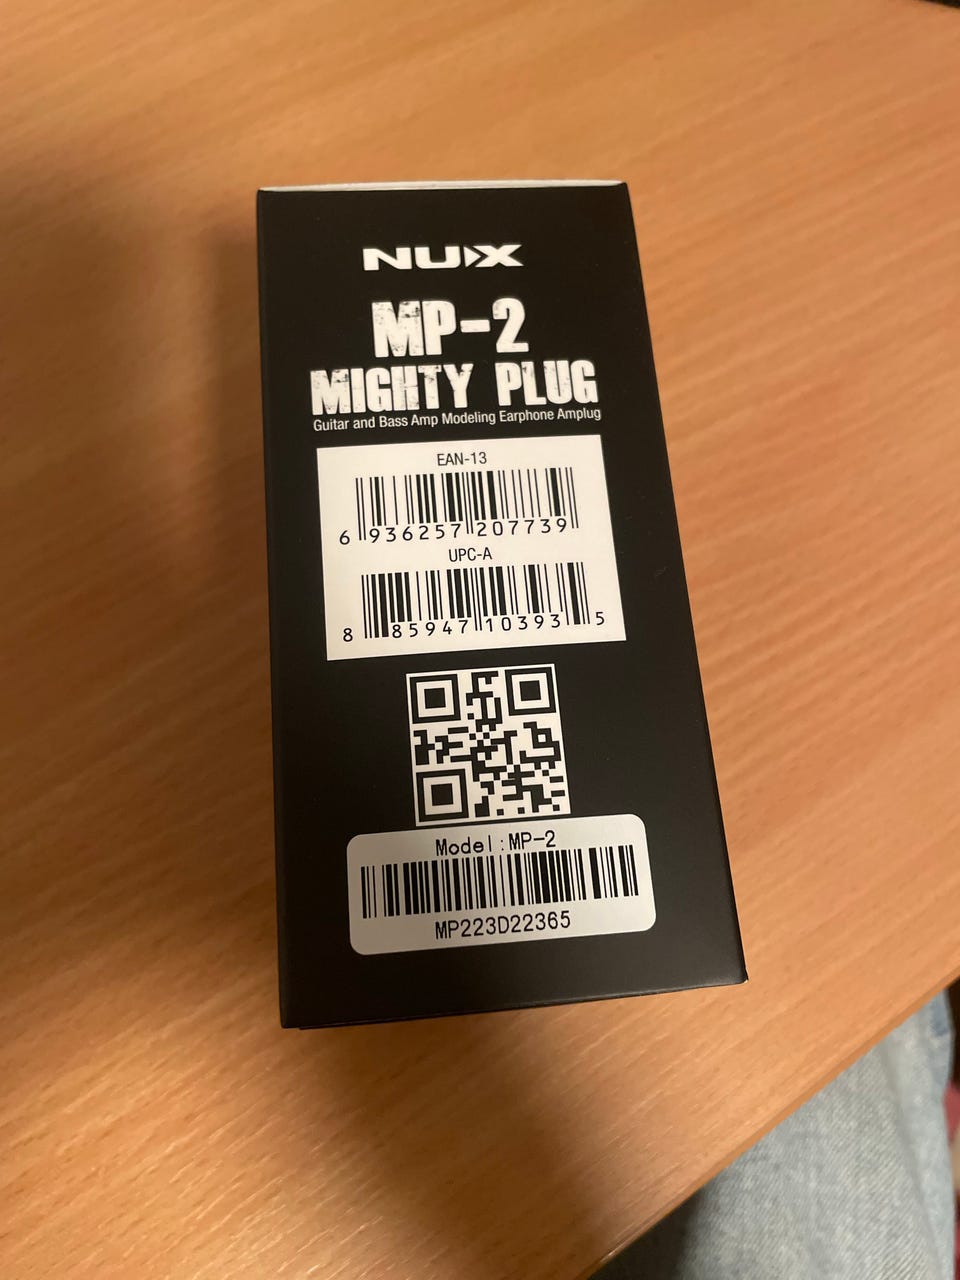 NUX
MP-2
MIGHTY PLUG
Guitar and Bass Amp Modeling Earphone Amplug
EAN-13
6 936257 207739
UPC-A
8 85947 10393 5
Model:MP-2
MP223D22365